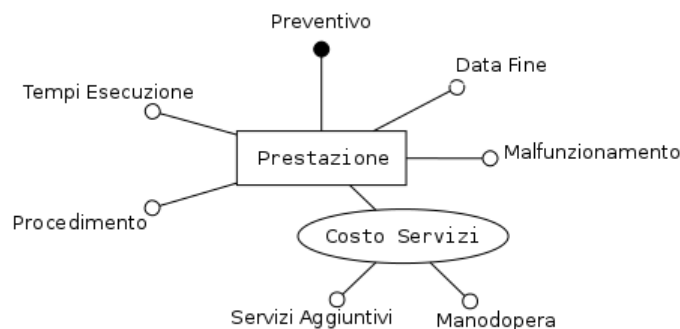 Preventivo
Data Fine
Tempi Esecuzione
Prestazione
Malfunzionamento
Procedimento
Costo Servizi
Servizi Aggiuntivi
Manodopera